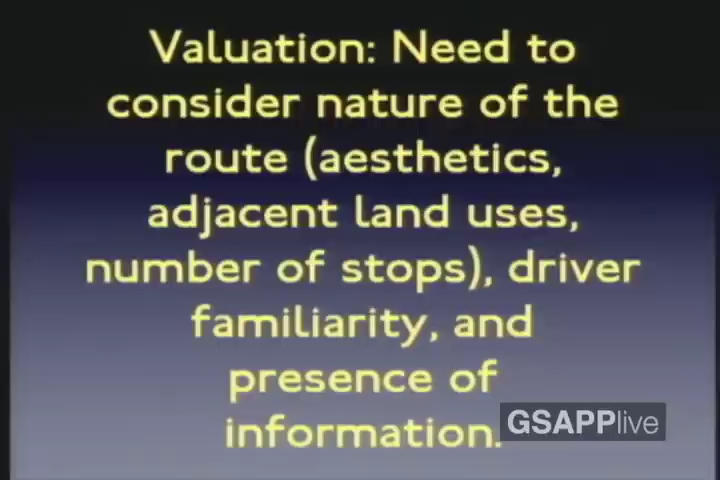 Valuation: Need to
consider nature of the
route (aesthetics,
adjacent land uses,
number of stops), driver
familiarity, and
presence of
information.
GSAPPlive